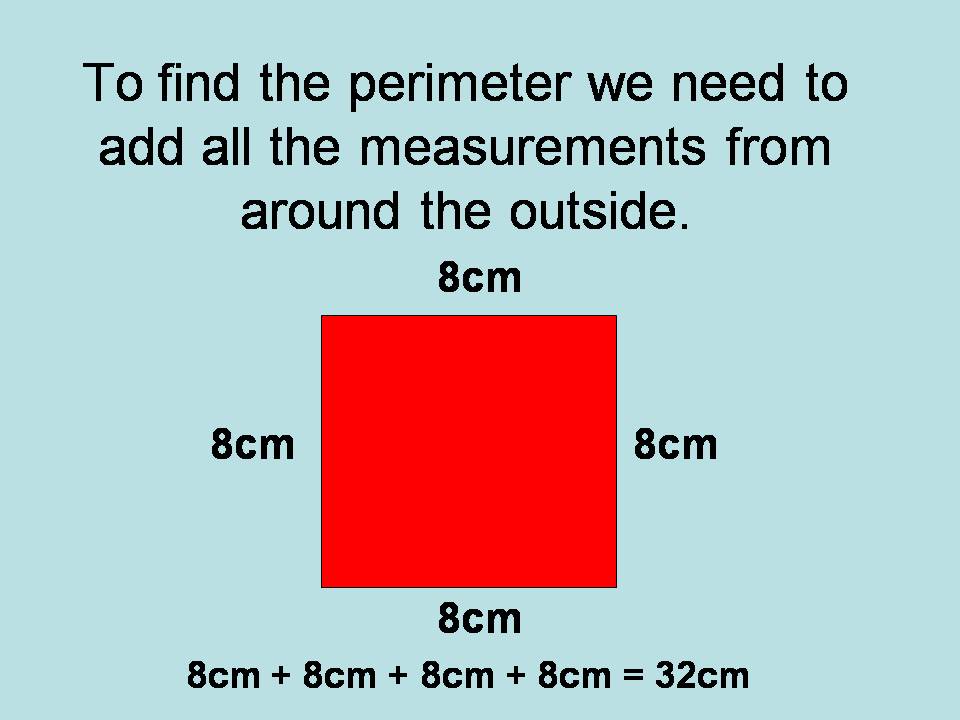 To find the perimeter we need to
add all the measurements from
around the outside.
8cm
8cm
8cm
8cm
8cm + 8cm + 8cm + 8cm = 32cm